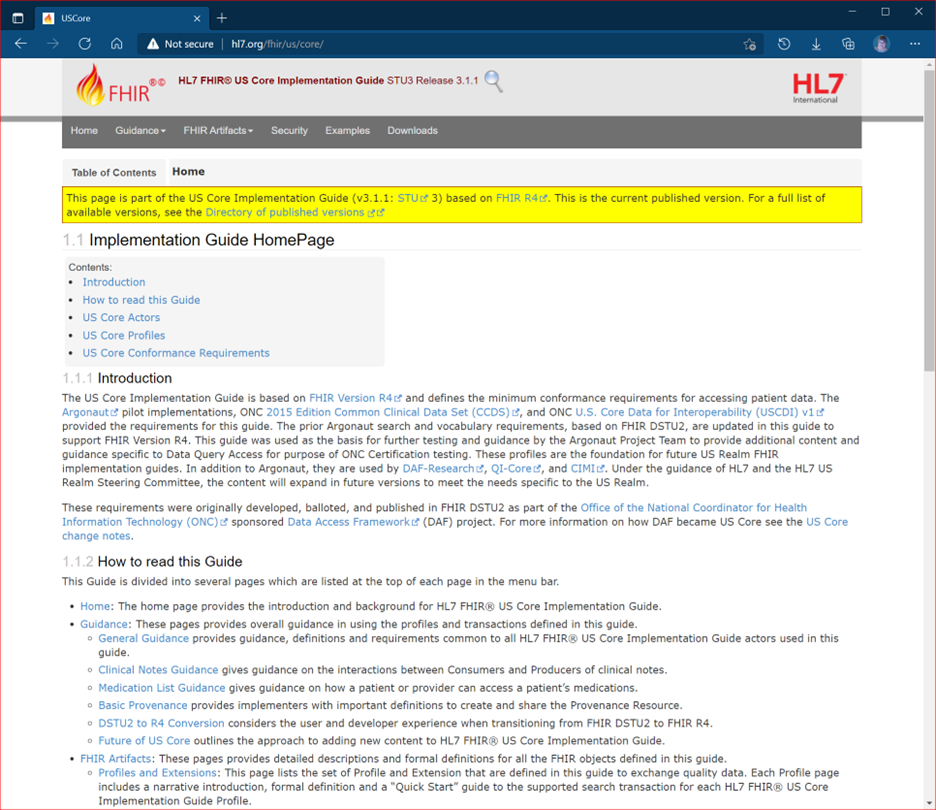 USCore
Not secure | hl7.org/fhir/us/core/
FHIR®© HL7 FHIR® US Core Implementation Guide STU3 Release 3.1.1
HL7®
International
Home Guidance FHIR Artifacts Security Examples Downloads
Table of Contents Home
This page is part of the US Core Implementation Guide (v3.1.1: STU 3) based on FHIR R4. This is the current published version. For a full list of
available versions, see the Directory of published versions
1.1 Implementation Guide HomePage
Contents:
• Introduction
• How to read this Guide
• US Core Actors
• US Core Profiles
• US Core Conformance Requirements
1.1.1 Introduction
The US Core Implementation Guide is based on FHIR Version R4 and defines the minimum conformance requirements for accessing patient data. The
Argonaut pilot implementations, ONC 2015 Edition Common Clinical Data Set (CCDS), and ONC U.S. Core Data for Interoperability (USCDI) v1
provided the requirements for this guide. The prior Argonaut search and vocabulary requirements, based on FHIR DSTU2, are updated in this guide to
support FHIR Version R4. This guide was used as the basis for further testing and guidance by the Argonaut Project Team to provide additional content and
guidance specific to Data Query Access for purpose of ONC Certification testing. These profiles are the foundation for future US Realm FHIR
implementation guides. In addition to Argonaut, they are used by DAF-Research, QI-Core, and CIMI. Under the guidance of HL7 and the HL7 US
Realm Steering Committee, the content will expand in future versions to meet the needs specific to the US Realm.
These requirements were originally developed, balloted, and published in FHIR DSTU2 as part of the Office of the National Coordinator for Health
Information Technology (ONC) sponsored Data Access Framework (DAF) project. For more information on how DAF became US Core see the US Core
change notes.
1.1.2 How to read this Guide
This Guide is divided into several pages which are listed at the top of each page in the menu bar.
• Home: The home page provides the introduction and background for HL7 FHIR® US Core Implementation Guide.
• Guidance: These pages provides overall guidance in using the profiles and transactions defined in this guide.
◦ General Guidance provides guidance, definitions and requirements common to all HL7 FHIR® US Core Implementation Guide actors used in this
guide.
◦ Clinical Notes Guidance gives guidance on the interactions between Consumers and Producers of clinical notes.
◦ Medication List Guidance gives guidance on how a patient or provider can access a patient’s medications.
◦ Basic Provenance provides implementers with important definitions to create and share the Provenance Resource.
◦ DSTU2 to R4 Conversion considers the user and developer experience when transitioning from FHIR DSTU2 to FHIR R4.
◦ Future of US Core outlines the approach to adding new content to HL7 FHIR® US Core Implementation Guide.
• FHIR Artifacts: These pages provides detailed descriptions and formal definitions for all the FHIR objects defined in this guide.
◦ Profiles and Extensions: This page lists the set of Profile and Extension that are defined in this guide to exchange quality data. Each Profile page
includes a narrative introduction, formal definition and a “Quick Start” guide to the supported search transaction for each HL7 FHIR® US Core
Implementation Guide Profile.